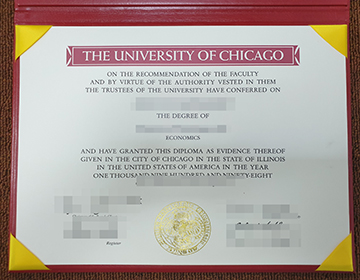 THE UNIVERSITY OF CHICAGO
ON THE RECOMMENDATION OF THE FACULTY
AND BY VIRTUE OF THE AUTHORITY VESTED IN THEM
THE TRUSTEES OF THE UNIVERSITY HAVE CONFERRED ON
THE DEGREE OF
ECONOMICS
AND HAVE GRANTED THIS DIPLOMA AS EVIDENCE THEREOF
GIVEN IN THE CITY OF CHICAGO IN THE STATE OF ILLINOIS
IN THE UNITED STATES OF AMERICA IN THE YEAR
ONE THOUSAND NINE HUNDRED AND NINETY-EIGHT
Register